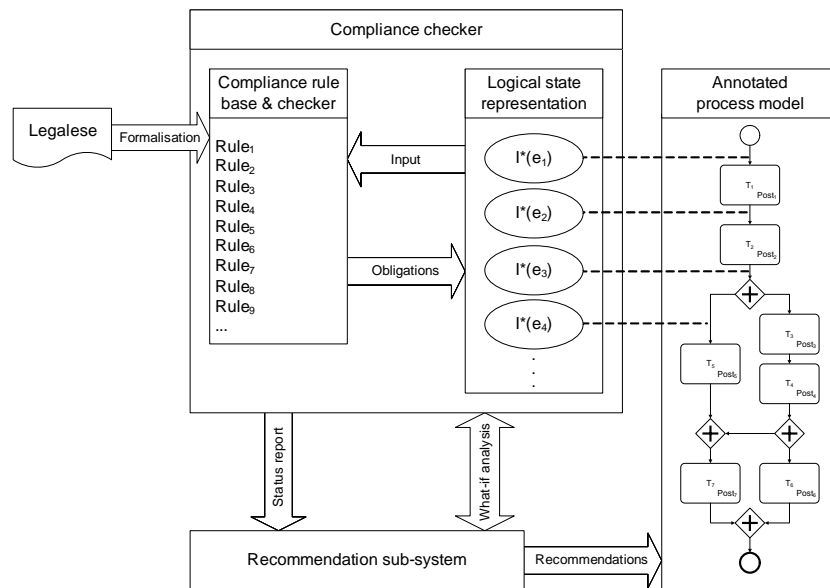 Compliance checker
Compliance rule
base & checker
Logical state
representation
Annotated
process model
Legalese
Formalisation
Rule₁
Rule₂
Rule₃
Rule₄
Rule₅
Rule₆
Rule₇
Rule₈
Rule₉
...
Input
Obligations
I*(e₁)
I*(e₂)
I*(e₃)
I*(e₄)
.
.
.
T₁
Post₁
T₂
Post₂
T₃
Post₃
T₅
Post₅
T₄
Post₄
T₇
Post₇
T₆
Post₆
Status report
What-if analysis
Recommendation sub-system
Recommendations